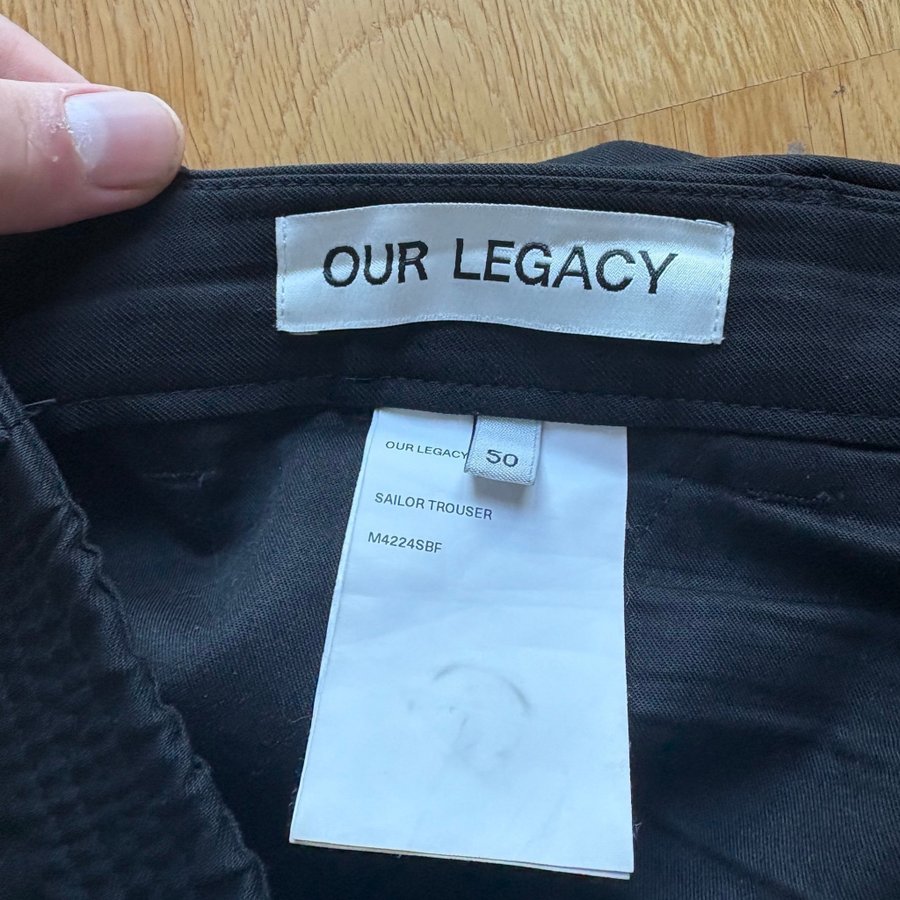 OUR LEGACY
OUR LEGACY
50
SAILOR TROUSER
M4224SBF